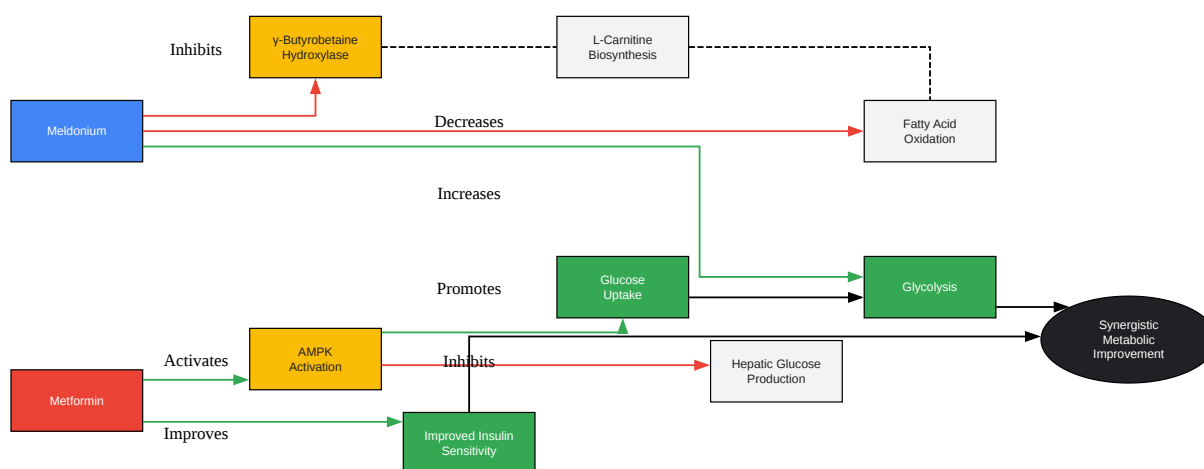 Inhibits
γ-Butyrobetaine
Hydroxylase
L-Carnitine
Biosynthesis
Meldonium
Decreases
Fatty Acid
Oxidation
Increases
Glucose
Uptake
Promotes
Glycolysis
Synergistic
Metabolic
Improvement
AMPK
Activation
Activates
Inhibits
Hepatic Glucose
Production
Metformin
Improves
Improved Insulin
Sensitivity